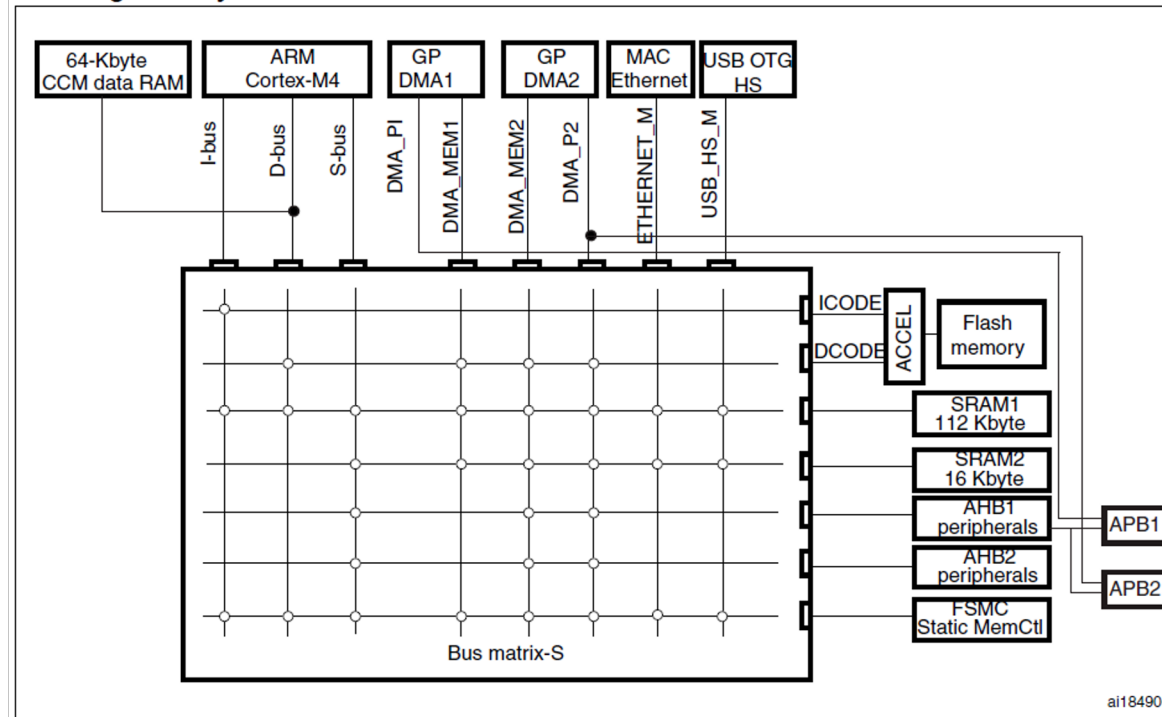 64-Kbyte
CCM data RAM
ARM
Cortex-M4
GP
DMA1
GP
DMA2
MAC
Ethernet
USB OTG
HS
I-bus
D-bus
S-bus
DMA_PI
DMA_MEM1
DMA_MEM2
DMA_P2
ETHERNET_M
USB_HS_M
ICODE
DCODE
ACCEL
Flash
memory
SRAM1
112 Kbyte
SRAM2
16 Kbyte
AHB1
peripherals
APB1
AHB2
peripherals
APB2
FSMC
Static MemCtl
Bus matrix-S
ai18490